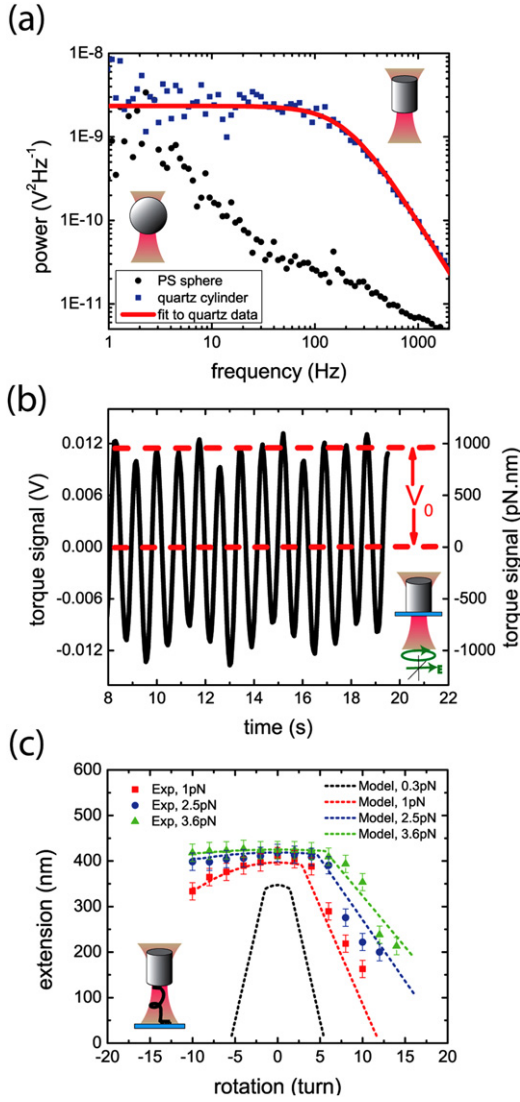 (a)
1E-8
1E-9
1E-10
1E-11
power (V²Hz⁻¹)
PS sphere
quartz cylinder
fit to quartz data
1 10 100 1000
frequency (Hz)
(b)
0.012
0.006
0.000
-0.006
-0.012
torque signal (V)
1000
500
0
-500
-1000
torque signal (pN.nm)
V₀
E
8 10 12 14 16 18 20 22
time (s)
(c)
600
500
400
300
200
100
0
extension (nm)
Exp, 1pN
Exp, 2.5pN
Exp, 3.6pN
Model, 0.3pN
Model, 1pN
Model, 2.5pN
Model, 3.6pN
-20 -15 -10 -5 0 5 10 15 20
rotation (turn)